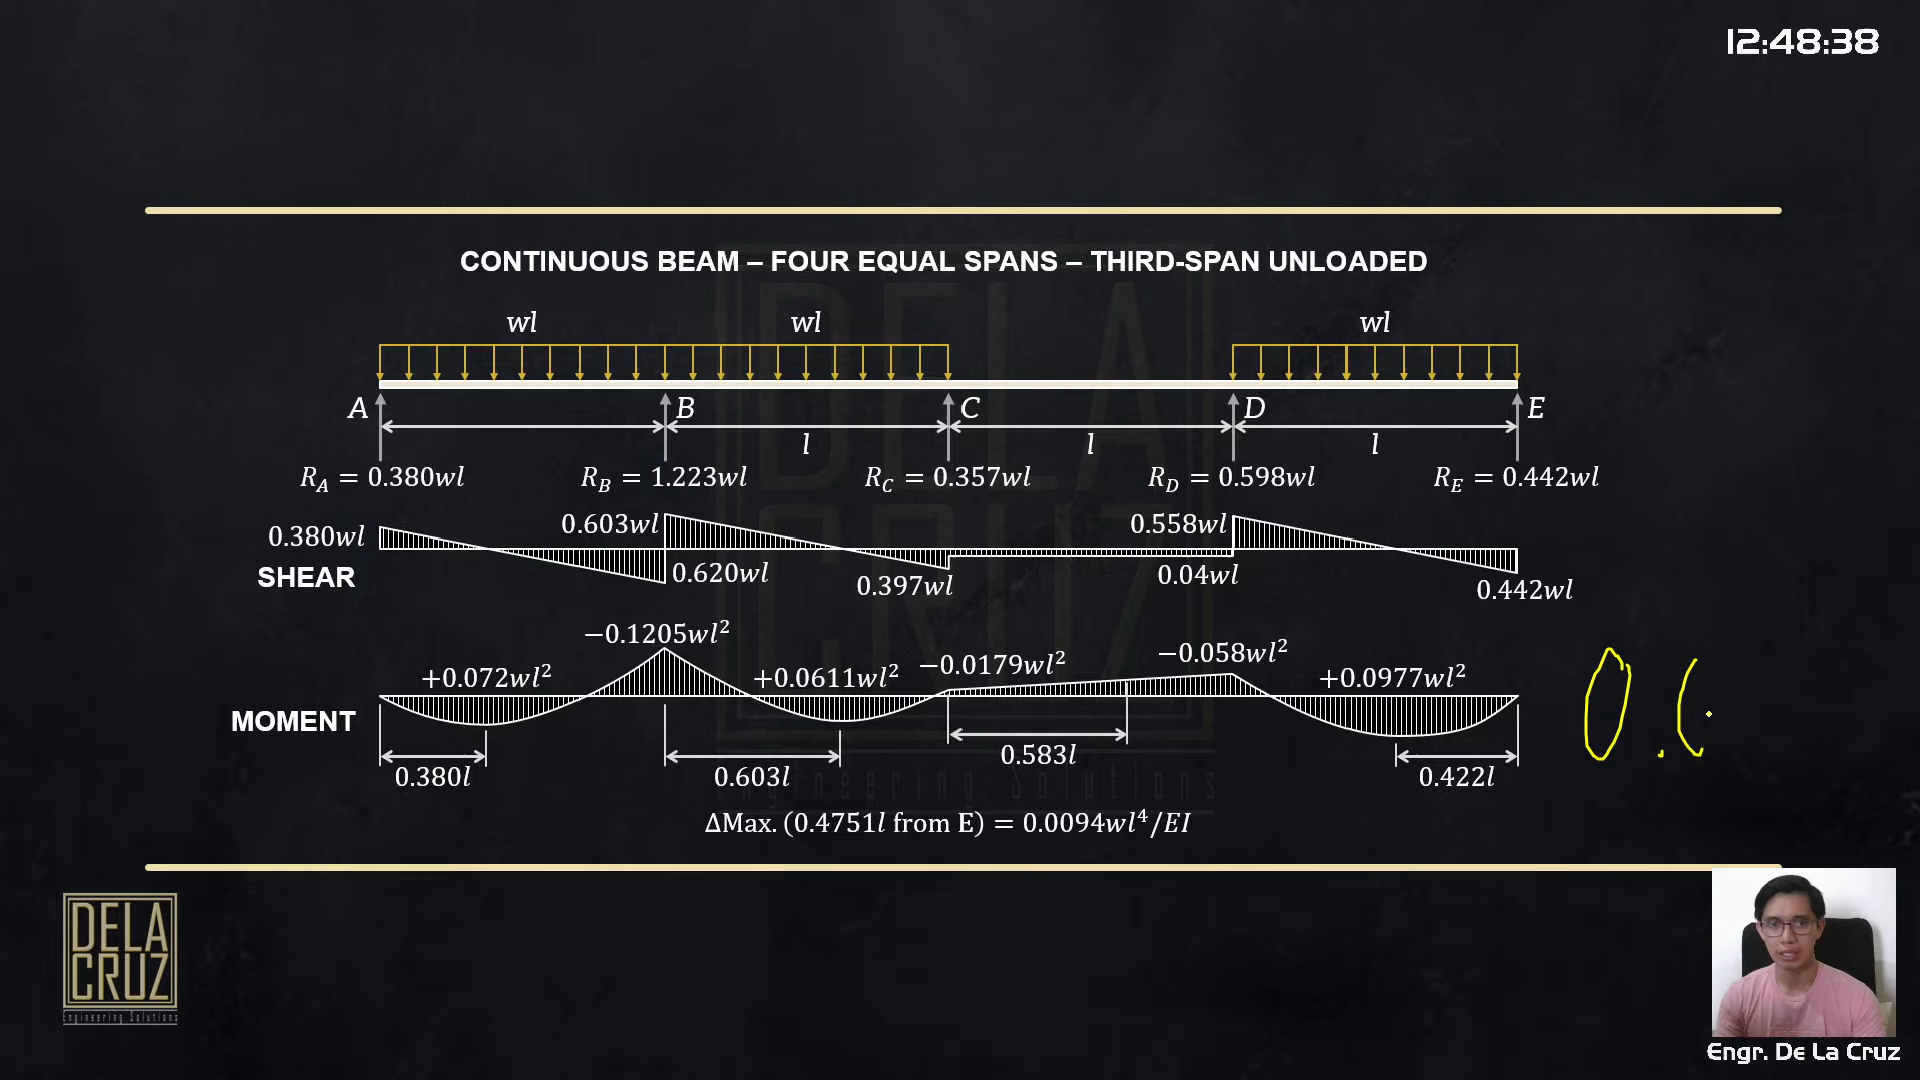 12:48:38
CONTINUOUS BEAM – FOUR EQUAL SPANS – THIRD-SPAN UNLOADED
wl wl wl
A B C D E
l l l
R_A = 0.380wl R_B = 1.223wl R_C = 0.357wl R_D = 0.598wl R_E = 0.442wl
0.380wl 0.603wl 0.558wl
SHEAR 0.620wl 0.397wl 0.04wl 0.442wl
−0.1205wl² −0.058wl²
+0.072wl² +0.0611wl² −0.0179wl² +0.0977wl²
MOMENT
0.583l
0.380l 0.603l 0.422l
ΔMax. (0.4751l from E) = 0.0094wl⁴/EI
0.(
DELA
CRUZ
Engineering Solutions
Engr. De La Cruz